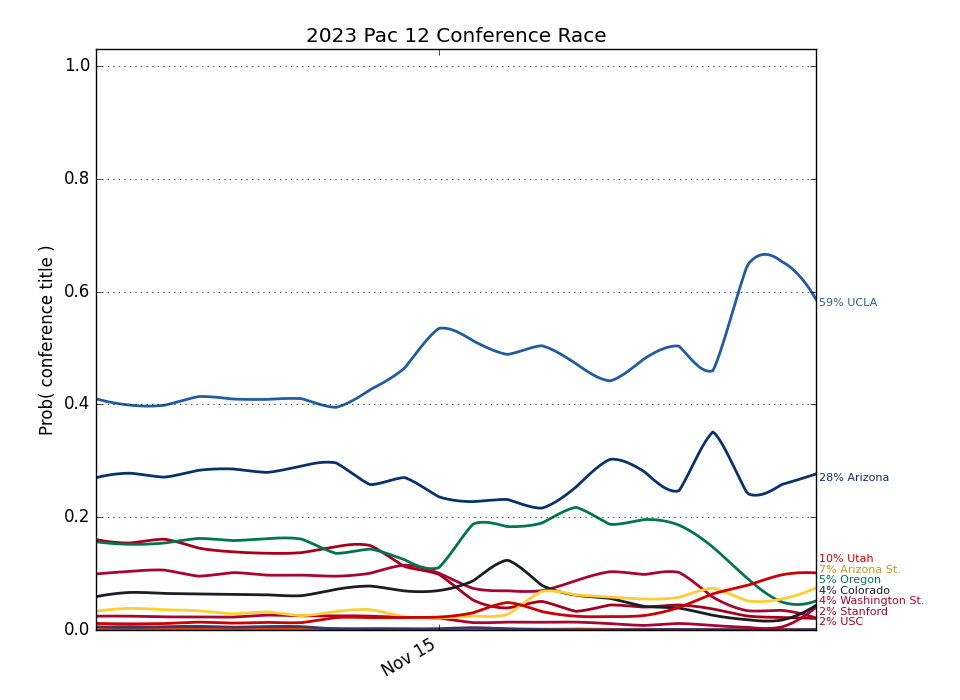 2023 Pac 12 Conference Race
Prob( conference title )
1.0
0.8
0.6
0.4
0.2
0.0
Nov 15
59% UCLA
28% Arizona
10% Utah
7% Arizona St.
5% Oregon
4% Colorado
4% Washington St.
2% Stanford
2% USC